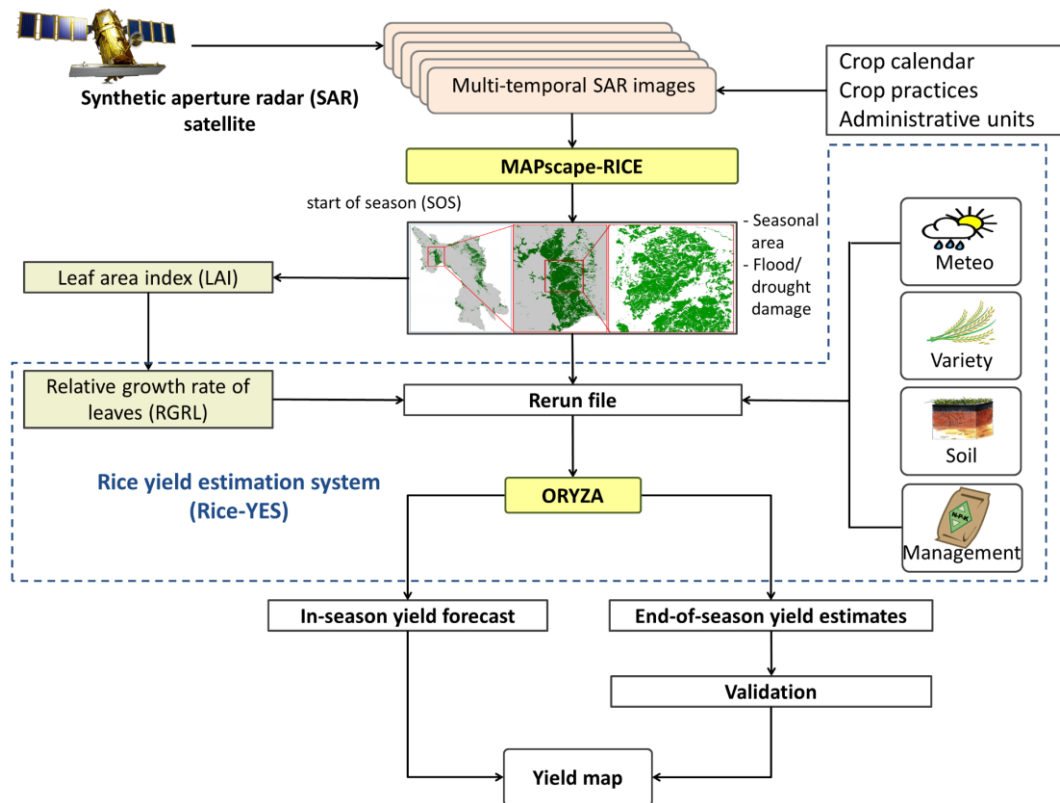 Synthetic aperture radar (SAR)
satellite
Multi-temporal SAR images
Crop calendar
Crop practices
Administrative units
MAPscape-RICE
start of season (SOS)
- Seasonal
area
- Flood/
drought
damage
Leaf area index (LAI)
Relative growth rate of
leaves (RGRL)
Rerun file
Meteo
Variety
Soil
N-P-K
Management
Rice yield estimation system
(Rice-YES)
ORYZA
In-season yield forecast
End-of-season yield estimates
Validation
Yield map